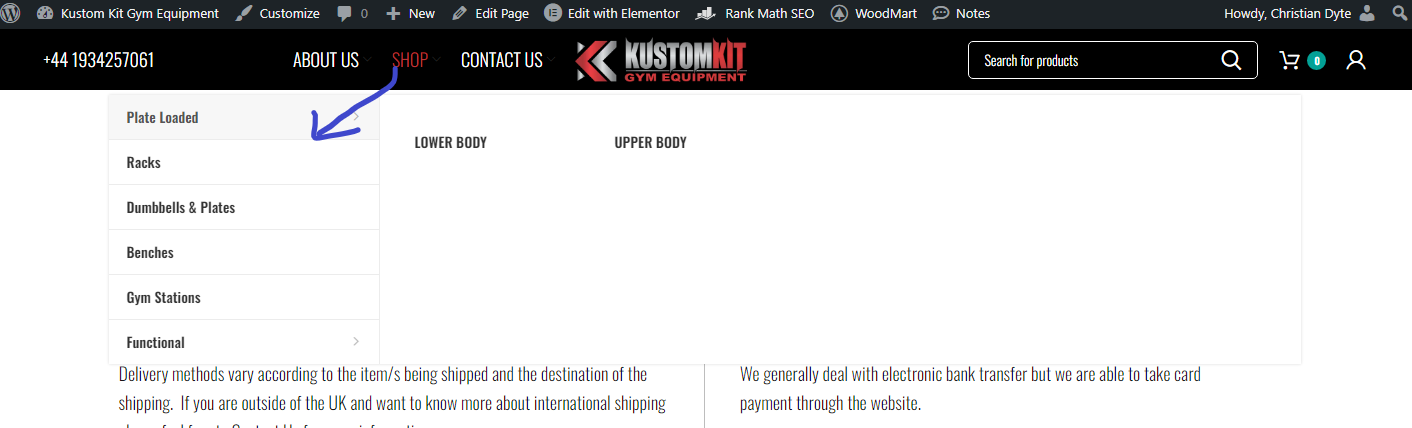 Kustom Kit Gym Equipment Customize 0 New Edit Page Edit with Elementor Rank Math SEO WoodMart Notes Howdy, Christian Dyte
+44 1934257061 ABOUT US SHOP CONTACT US KUSTOMKIT GYM EQUIPMENT Search for products 0
Plate Loaded
LOWER BODY UPPER BODY
Racks
Dumbbells & Plates
Benches
Gym Stations
Functional
Delivery methods vary according to the item/s being shipped and the destination of the
shipping. If you are outside of the UK and want to know more about international shipping
We generally deal with electronic bank transfer but we are able to take card
payment through the website.